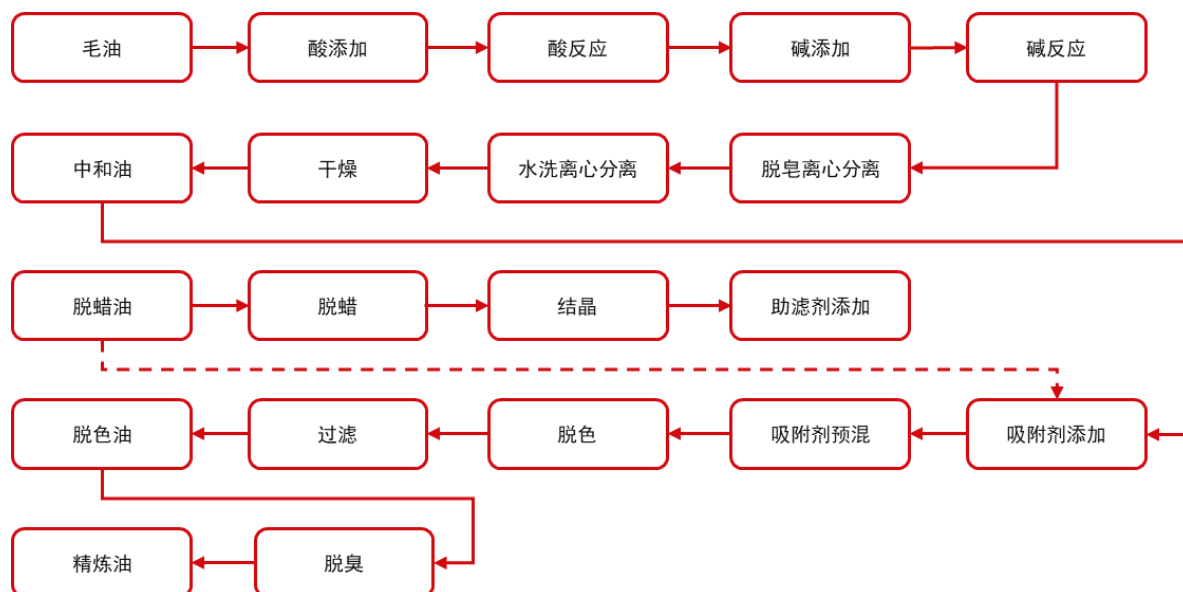 毛油
酸添加
酸反应
碱添加
碱反应
中和油
干燥
水洗离心分离
脱皂离心分离
脱蜡油
脱蜡
结晶
助滤剂添加
脱色油
过滤
脱色
吸附剂预混
吸附剂添加
精炼油
脱臭